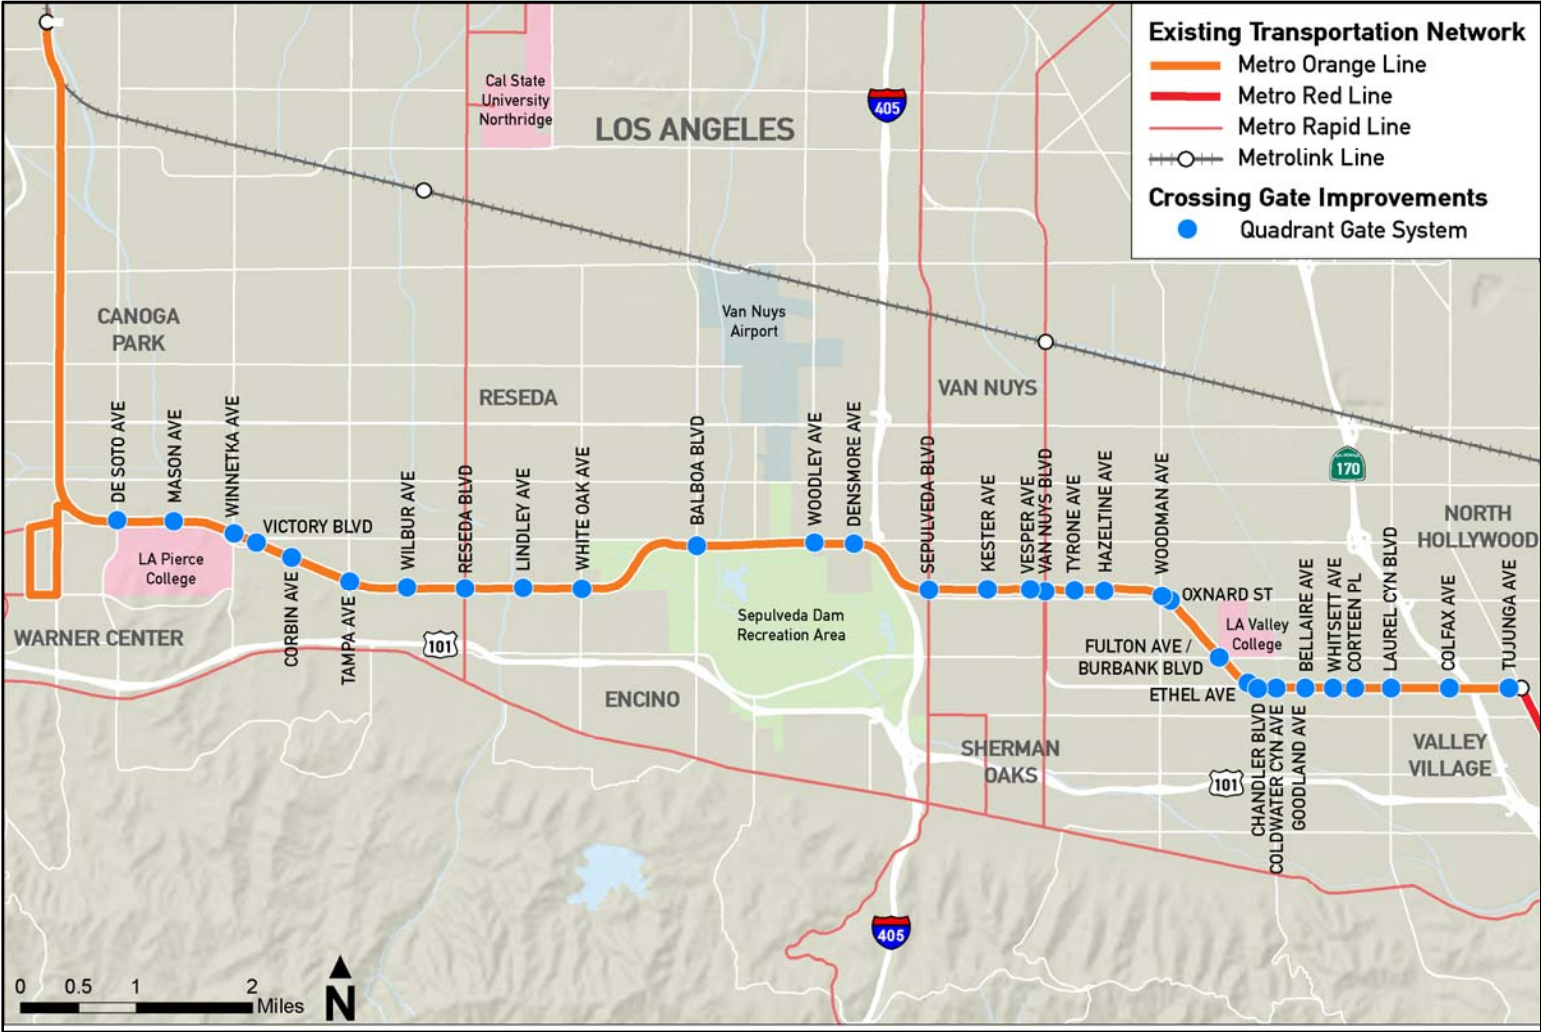 Existing Transportation Network
Metro Orange Line
Metro Red Line
Metro Rapid Line
Metrolink Line
Crossing Gate Improvements
Quadrant Gate System
Cal State
University
Northridge
LOS ANGELES
405
CANOGA
PARK
Van Nuys
Airport
RESEDA
VAN NUYS
170
NORTH
HOLLYWOOD
DE SOTO AVE
MASON AVE
WINNETKA AVE
VICTORY BLVD
CORBIN AVE
TAMPA AVE
WILBUR AVE
RESEDA BLVD
LINDLEY AVE
WHITE OAK AVE
BALBOA BLVD
WOODLEY AVE
DENSMORE AVE
SEPULVEDA BLVD
KESTER AVE
VESPER AVE
VAN NUYS BLVD
TYRONE AVE
HAZELTINE AVE
WOODMAN AVE
OXNARD ST
LA Pierce
College
LA Valley
College
FULTON AVE /
BURBANK BLVD
ETHEL AVE
CHANDLER BLVD
COLDWATER CYN AVE
GOODLAND AVE
BELLAIRE AVE
WHITSETT AVE
CORTEEN PL
LAUREL CYN BLVD
COLFAX AVE
TUJUNGA AVE
WARNER CENTER
101
Sepulveda Dam
Recreation Area
ENCINO
SHERMAN
OAKS
101
VALLEY
VILLAGE
405
0 0.5 1 2
Miles
N